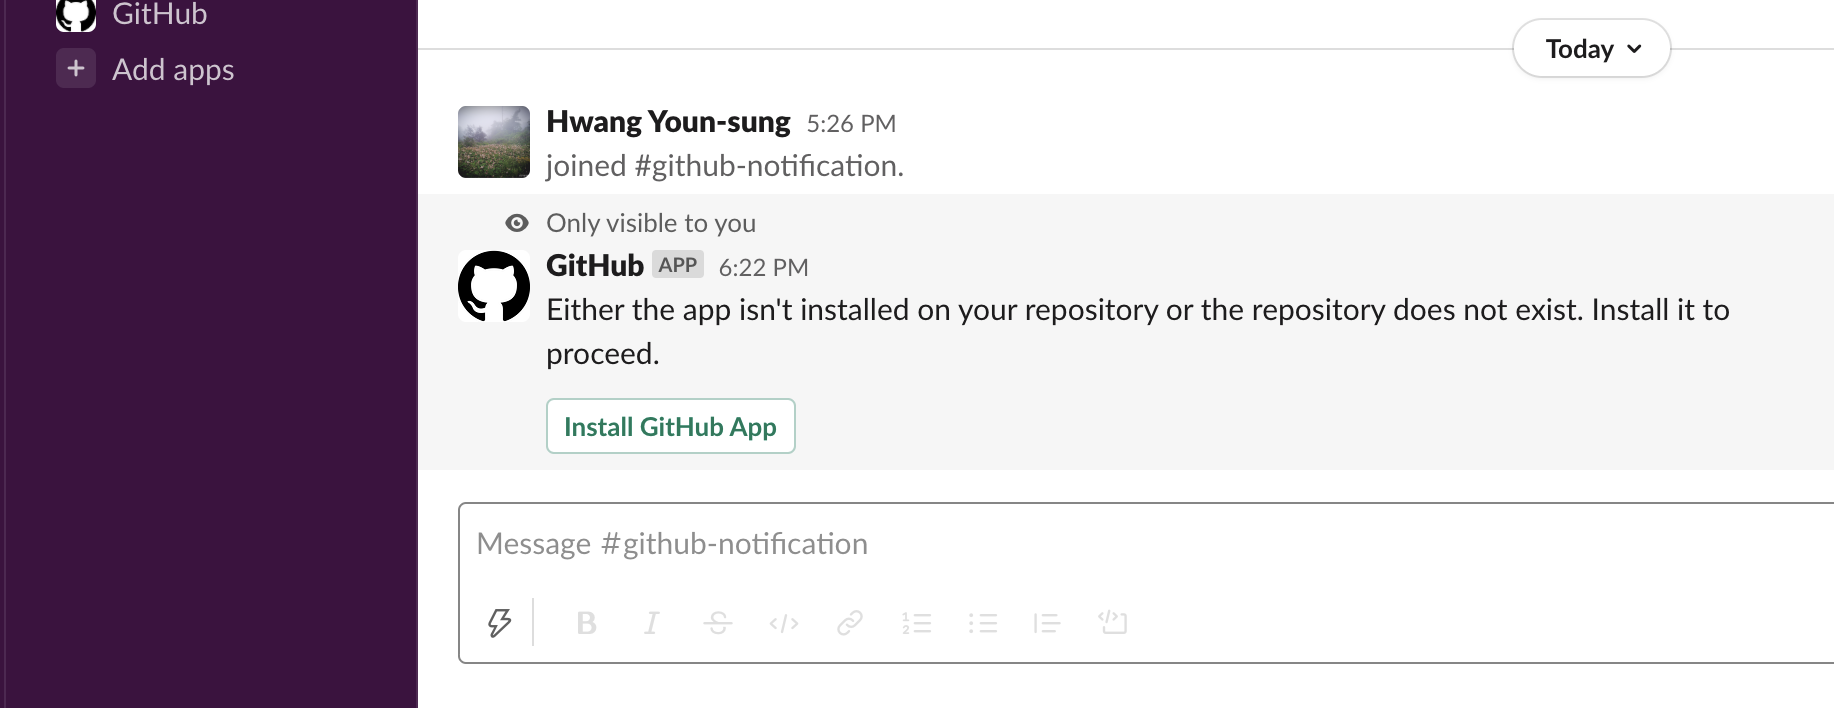 GitHub
+ Add apps
Today
Hwang Youn-sung 5:26 PM
joined #github-notification.
Only visible to you
GitHub APP 6:22 PM
Either the app isn't installed on your repository or the repository does not exist. Install it to
proceed.
Install GitHub App
Message #github-notification